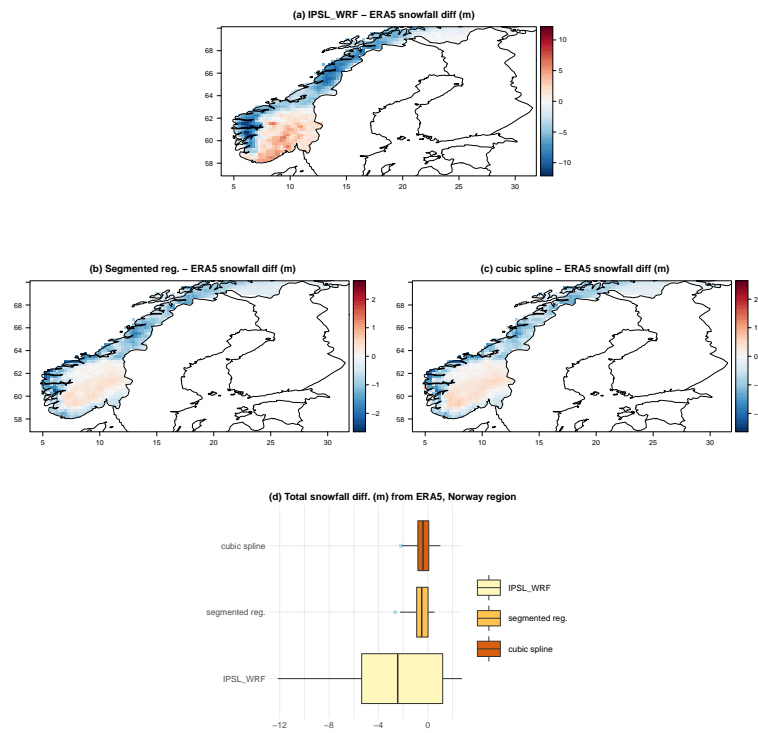 (a) IPSL_WRF − ERA5 snowfall diff (m)
68
66
64
62
60
58
5 10 15 20 25 30
10
5
0
−5
−10
(b) Segmented reg. − ERA5 snowfall diff (m)
68
66
64
62
60
58
5 10 15 20 25 30
2
1
0
−1
−2
(c) cubic spline − ERA5 snowfall diff (m)
68
66
64
62
60
58
5 10 15 20 25 30
2
1
0
−1
(d) Total snowfall diff. (m) from ERA5, Norway region
cubic spline
segmented reg.
IPSL_WRF
−12 −8 −4 0
IPSL_WRF
segmented reg.
cubic spline